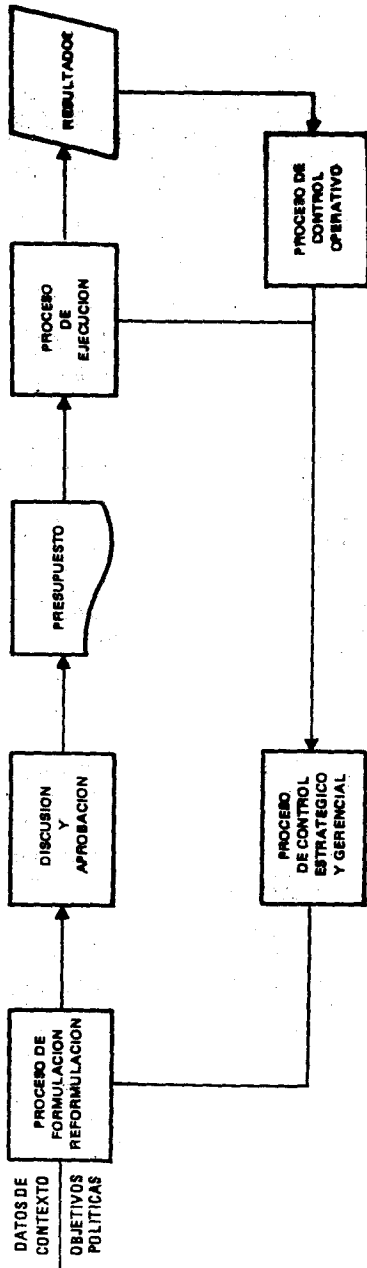 DATOS DE
CONTEXTO
OBJETIVOS
POLITICAS
PROCESO DE
FORMULACION
REFORMULACION
DISCUSION
Y
APROBACION
PRESUPUESTO
PROCESO
DE
EJECUCION
RESULTADOS
PROCESO DE
CONTROL
OPERATIVO
PROCESO
DE CONTROL
ESTRATEGICO
Y GERENCIAL